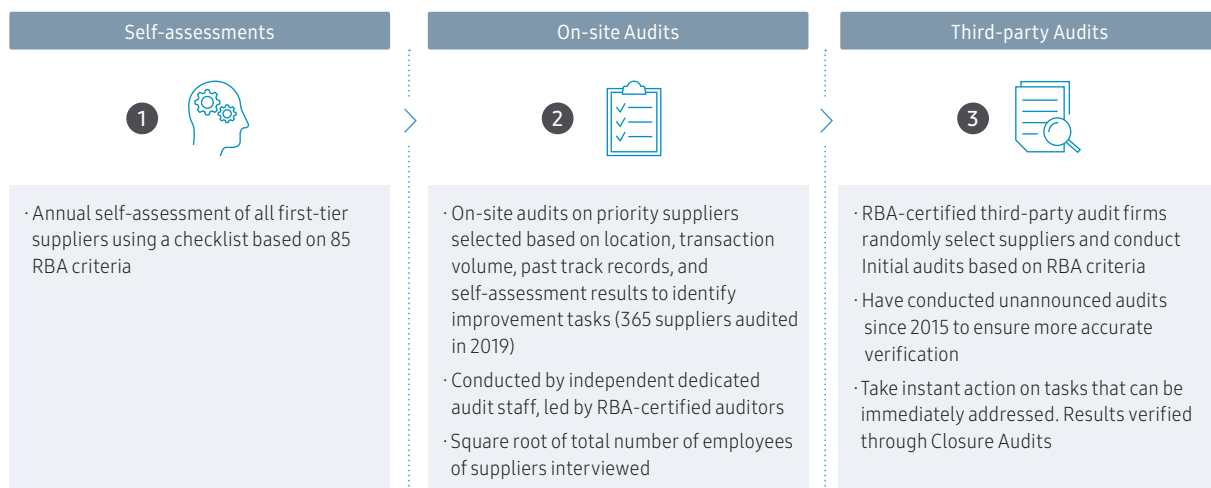 Self-assessments
1
· Annual self-assessment of all first-tier
suppliers using a checklist based on 85
RBA criteria
On-site Audits
2
· On-site audits on priority suppliers
selected based on location, transaction
volume, past track records, and
self-assessment results to identify
improvement tasks (365 suppliers audited
in 2019)
· Conducted by independent dedicated
audit staff, led by RBA-certified auditors
· Square root of total number of employees
of suppliers interviewed
Third-party Audits
3
· RBA-certified third-party audit firms
randomly select suppliers and conduct
Initial audits based on RBA criteria
· Have conducted unannounced audits
since 2015 to ensure more accurate
verification
· Take instant action on tasks that can be
immediately addressed. Results verified
through Closure Audits